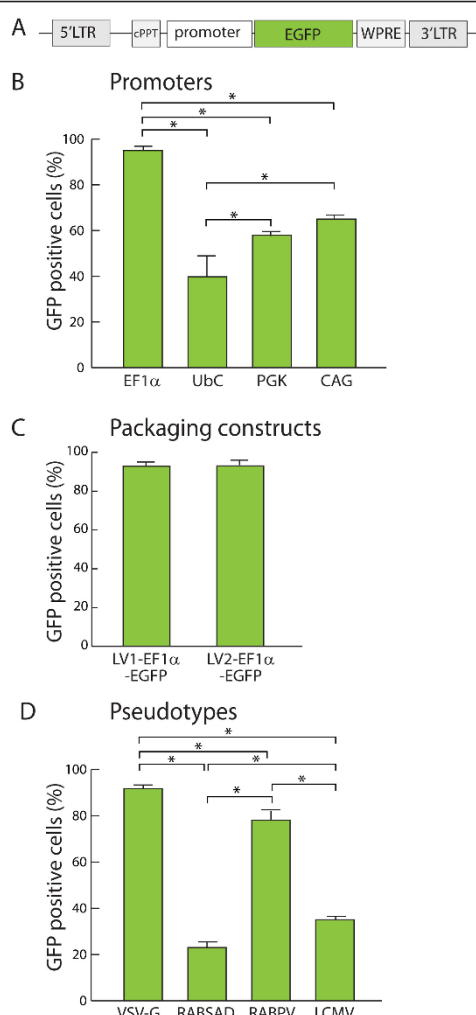 A
5'LTR cPPT promoter EGFP WPRE 3'LTR
B Promoters
* 
* 
* 
* 
*
GFP positive cells (%)
100
80
60
40
20
0
EF1α UbC PGK CAG
C Packaging constructs
GFP positive cells (%)
100
80
60
40
20
0
LV1-EF1α LV2-EF1α
-EGFP -EGFP
D Pseudotypes
*
*
* *
* *
GFP positive cells (%)
100
80
60
40
20
0
VSV-G RABSAD RABPV LCMV